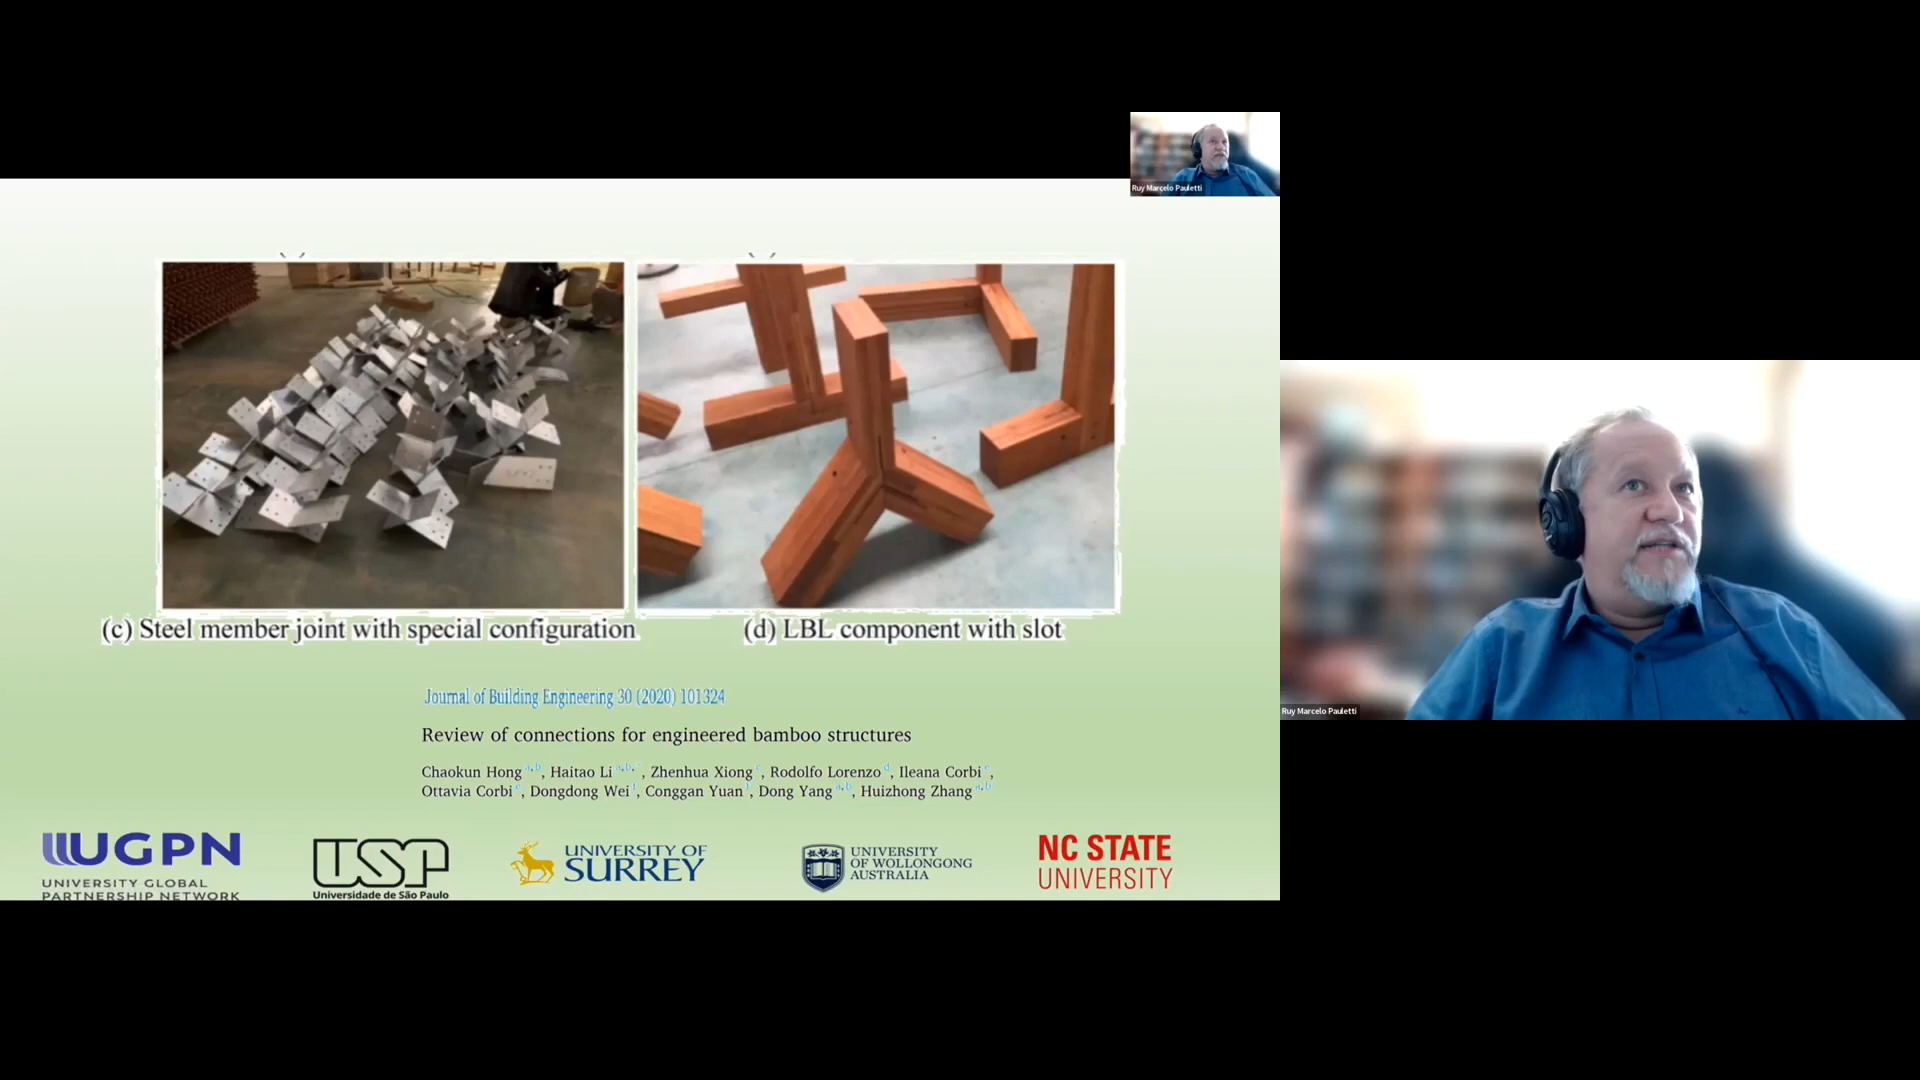 Ruy Marcelo Pauletti
(c) Steel member joint with special configuration
(d) LBL component with slot
Journal of Building Engineering 30 (2020) 101324
Review of connections for engineered bamboo structures
Chaokun Hong a,b, Haitao Li a,b,*, Zhenhua Xiong c, Rodolfo Lorenzo d, Ileana Corbi e,
Ottavia Corbi e, Dongdong Wei f, Conggan Yuan f, Dong Yang a,b, Huizhong Zhang a,b
UGPN
UNIVERSITY GLOBAL
PARTNERSHIP NETWORK
USP
Universidade de São Paulo
UNIVERSITY OF
SURREY
UNIVERSITY
OF WOLLONGONG
AUSTRALIA
NC STATE
UNIVERSITY
Ruy Marcelo Pauletti